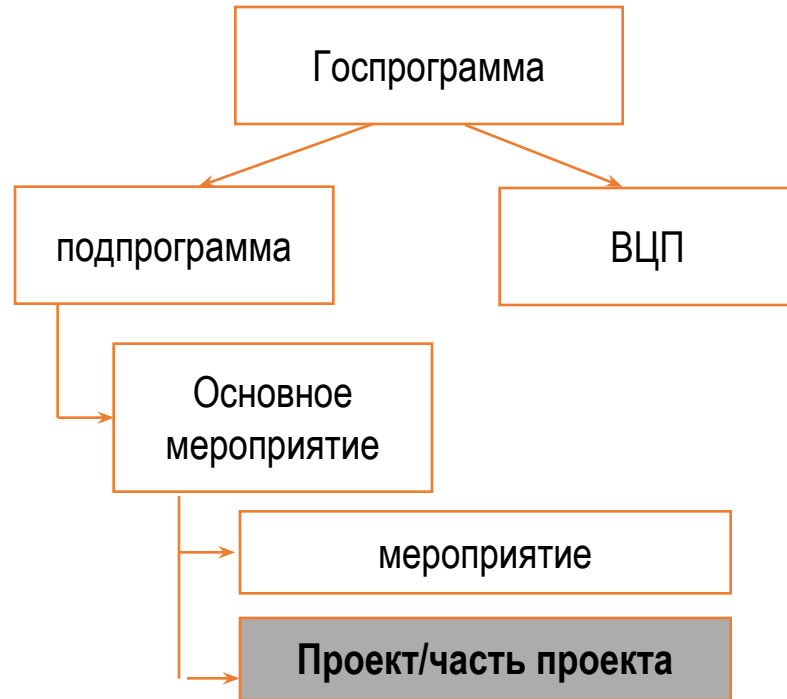 Госпрограмма
подпрограмма
ВЦП
Основное
мероприятие
мероприятие
Проект/часть проекта